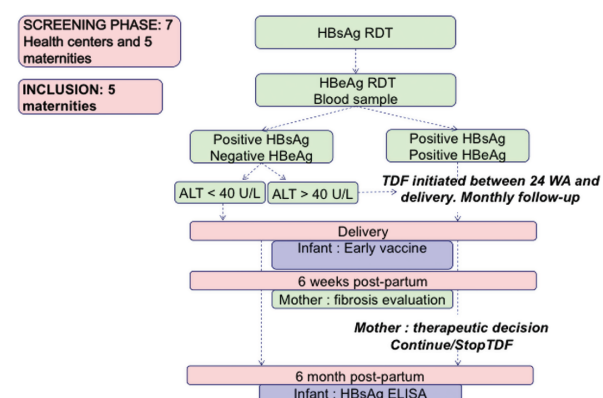 SCREENING PHASE: 7
Health centers and 5
maternities
INCLUSION: 5
maternities
HBsAg RDT
HBeAg RDT
Blood sample
Positive HBsAg
Negative HBeAg
Positive HBsAg
Positive HBeAg
ALT < 40 U/L
ALT > 40 U/L
TDF initiated between 24 WA and
delivery. Monthly follow-up
Delivery
Infant : Early vaccine
6 weeks post-partum
Mother : fibrosis evaluation
Mother : therapeutic decision
Continue/StopTDF
6 month post-partum
Infant : HBsAg ELISA